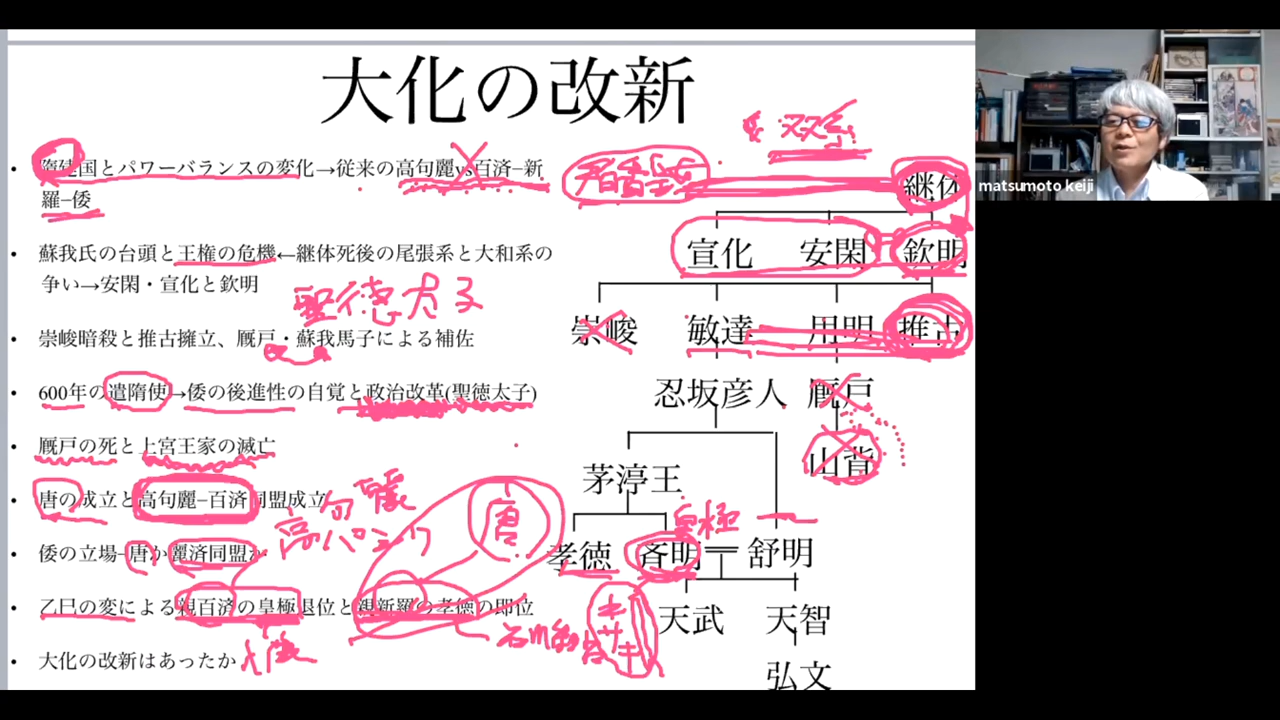 大化の改新
• 隋建国とパワーバランスの変化→従来の高句麗vs百済−新
羅−倭
• 蘇我氏の台頭と王権の危機←継体死後の尾張系と大和系の
争い→安閑・宣化と欽明
聖徳太子
• 崇峻暗殺と推古擁立、厩戸・蘇我馬子による補佐
• 600年の遣隋使→倭の後進性の自覚と政治改革(聖徳太子)
• 厩戸の死と上宮王家の滅亡
• 唐の成立と高句麗−百済同盟成立
高句麗
• 倭の立場−唐か麗済同盟か
• 乙巳の変による親百済の皇極退位と親新羅の孝徳の即位
• 大化の改新はあったか
双系
手白香皇女
継体
宣化 安閑 欽明
崇峻 敏達 用明 推古
忍坂彦人 厩戸
山背
茅渟王
唐
皇極
孝徳 斉明 舒明
天武 天智
弘文
matsumoto keiji